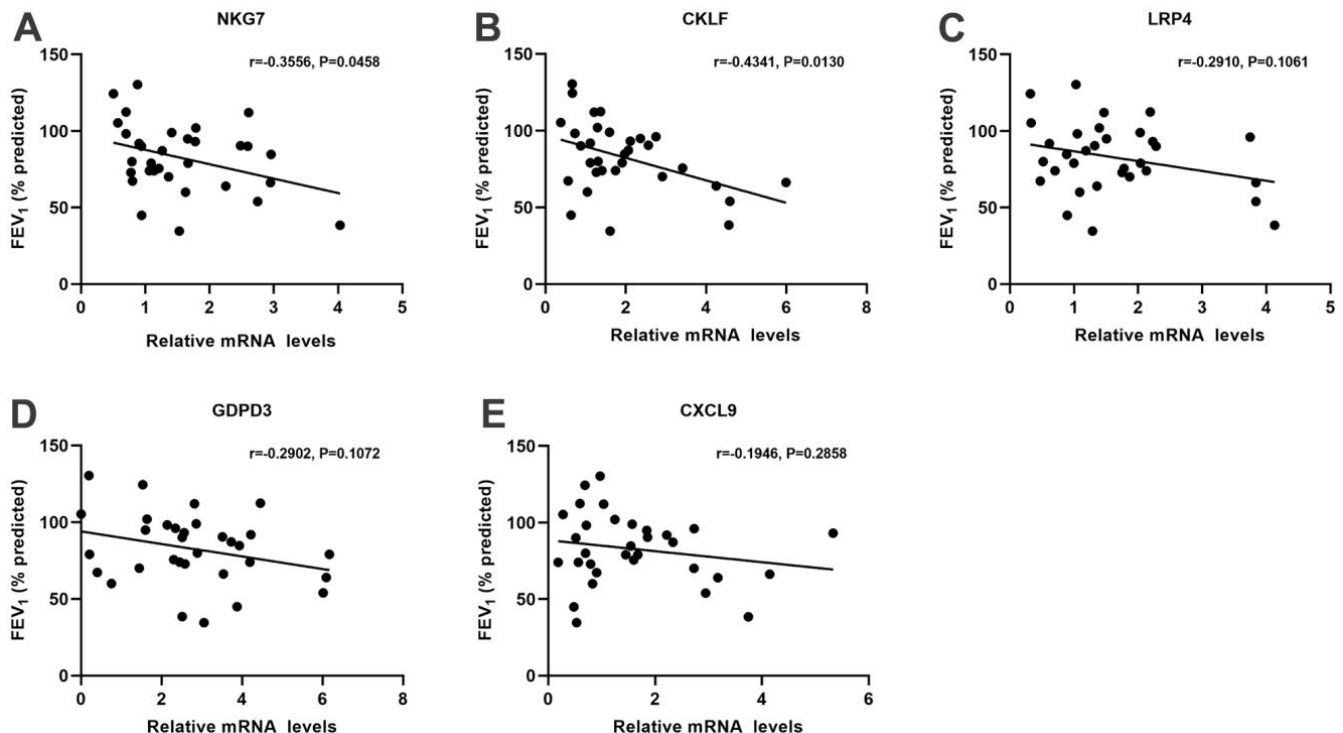 A
NKG7
r=-0.3556, P=0.0458
FEV1 (% predicted)
150
100
50
0
0 1 2 3 4 5
Relative mRNA levels
B
CKLF
r=-0.4341, P=0.0130
FEV1 (% predicted)
150
100
50
0
0 2 4 6 8
Relative mRNA levels
C
LRP4
r=-0.2910, P=0.1061
FEV1 (% predicted)
150
100
50
0
0 1 2 3 4 5
Relative mRNA levels
D
GDPD3
r=-0.2902, P=0.1072
FEV1 (% predicted)
150
100
50
0
0 2 4 6 8
Relative mRNA levels
E
CXCL9
r=-0.1946, P=0.2858
FEV1 (% predicted)
150
100
50
0
0 2 4 6
Relative mRNA levels